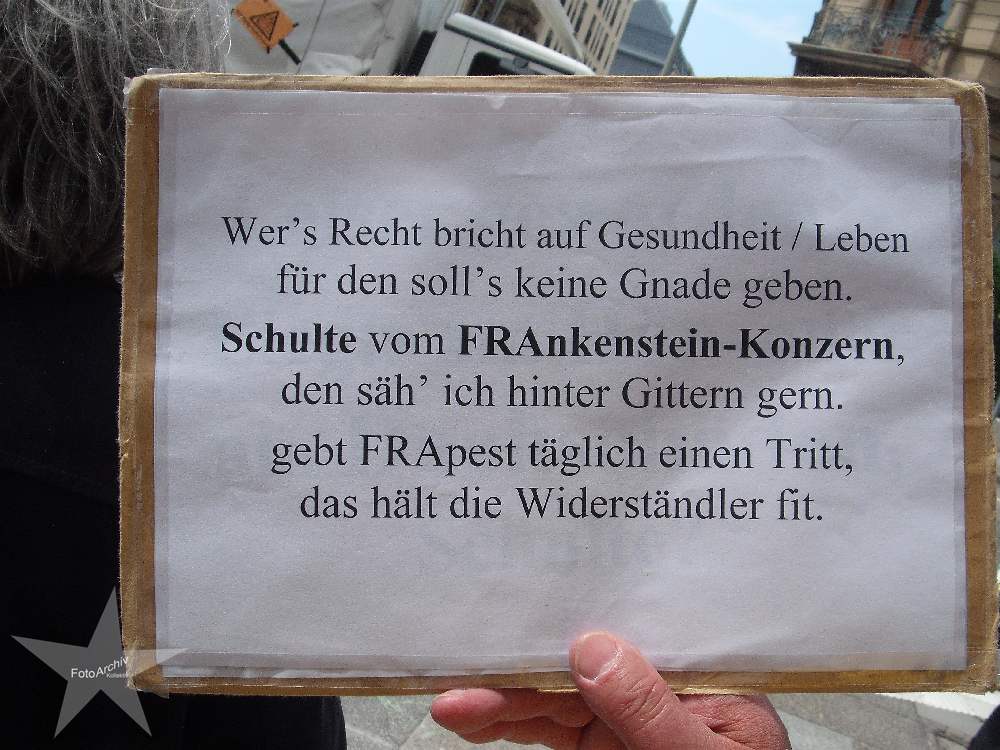 Wer's Recht bricht auf Gesundheit / Leben
für den soll's keine Gnade geben.
Schulte vom FRAnkenstein-Konzern,
den säh' ich hinter Gittern gern.
gebt FRApest täglich einen Tritt,
das hält die Widerständler fit.
FotoArchiv